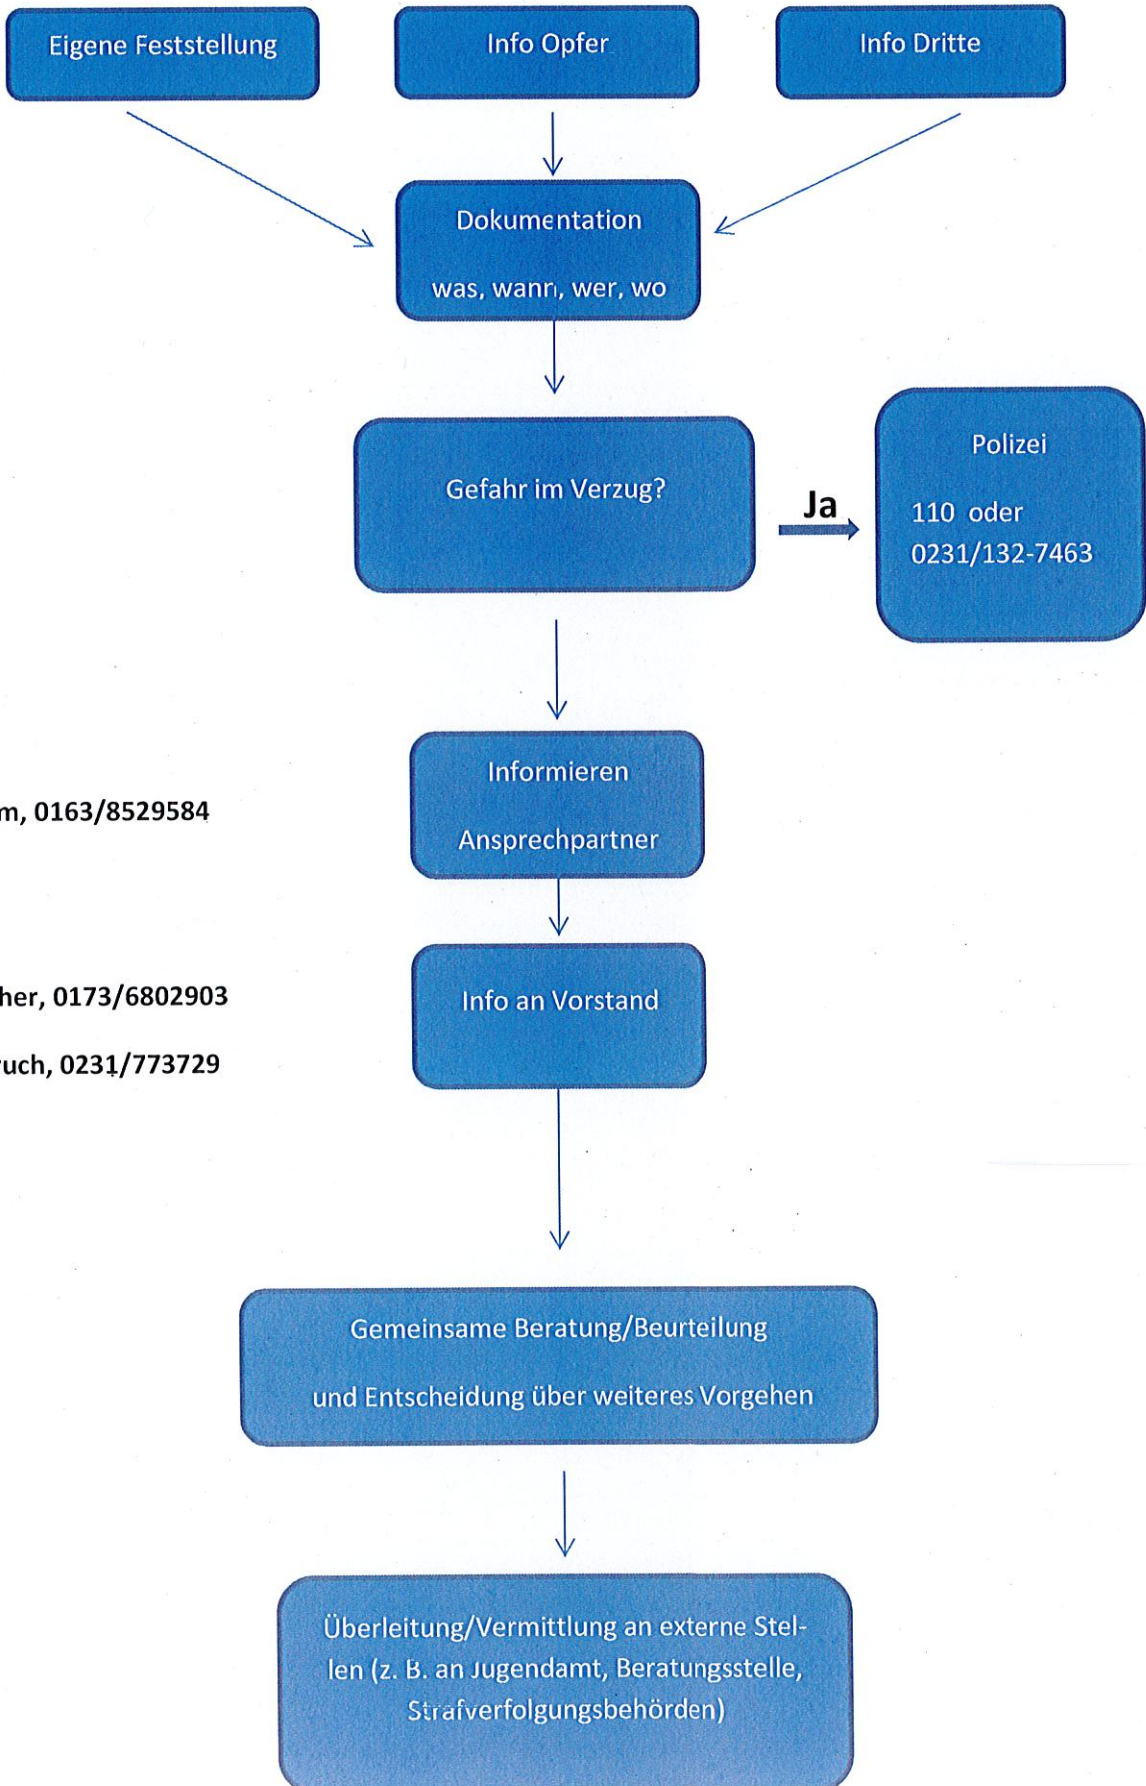 Eigene Feststellung
Info Opfer
Info Dritte
Dokumentation
was, wann, wer, wo
Gefahr im Verzug?
Ja
Polizei
110 oder
0231/132-7463
Informieren
Ansprechpartner
m, 0163/8529584
Info an Vorstand
her, 0173/6802903
ruch, 0231/773729
Gemeinsame Beratung/Beurteilung
und Entscheidung über weiteres Vorgehen
Überleitung/Vermittlung an externe Stel-
len (z. B. an Jugendamt, Beratungsstelle,
Strafverfolgungsbehörden)